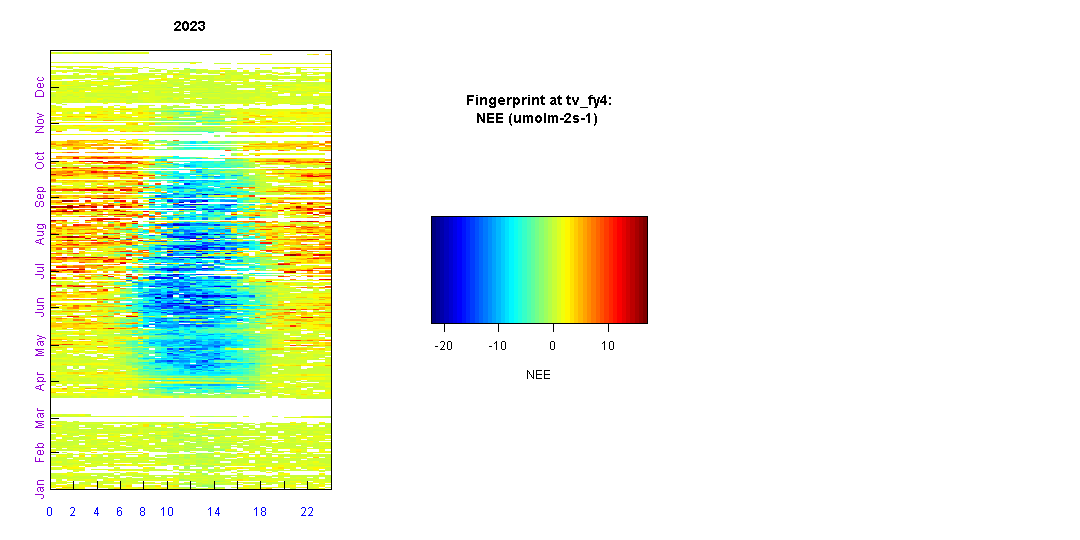 2023
Fingerprint at tv_fy4:
NEE (umolm-2s-1)
Dec
Nov
Oct
Sep
Aug
Jul
Jun
May
Apr
Mar
Feb
Jan
0 2 4 6 8 10 14 18 22
-20 -10 0 10
NEE